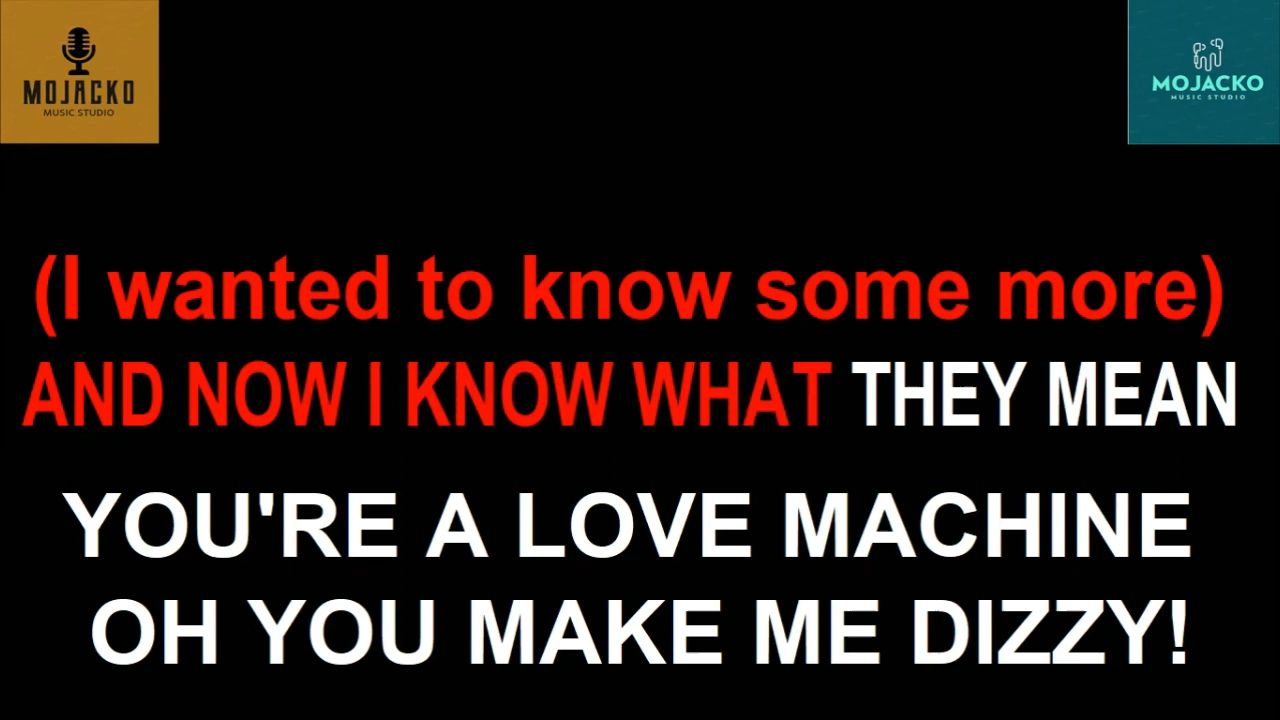 MOJACKO
MUSIC STUDIO
MOJACKO
MUSIC STUDIO
(I wanted to know some more)
AND NOW I KNOW WHAT THEY MEAN
YOU'RE A LOVE MACHINE
OH YOU MAKE ME DIZZY!